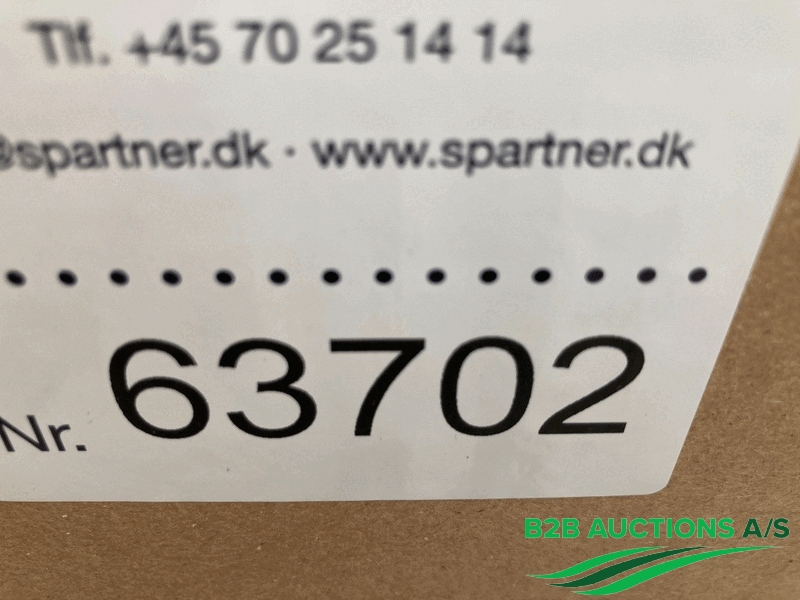 Tlf. +45 70 25 14 14
@spartner.dk · www.spartner.dk
Nr. 63702
B2B AUCTIONS A/S